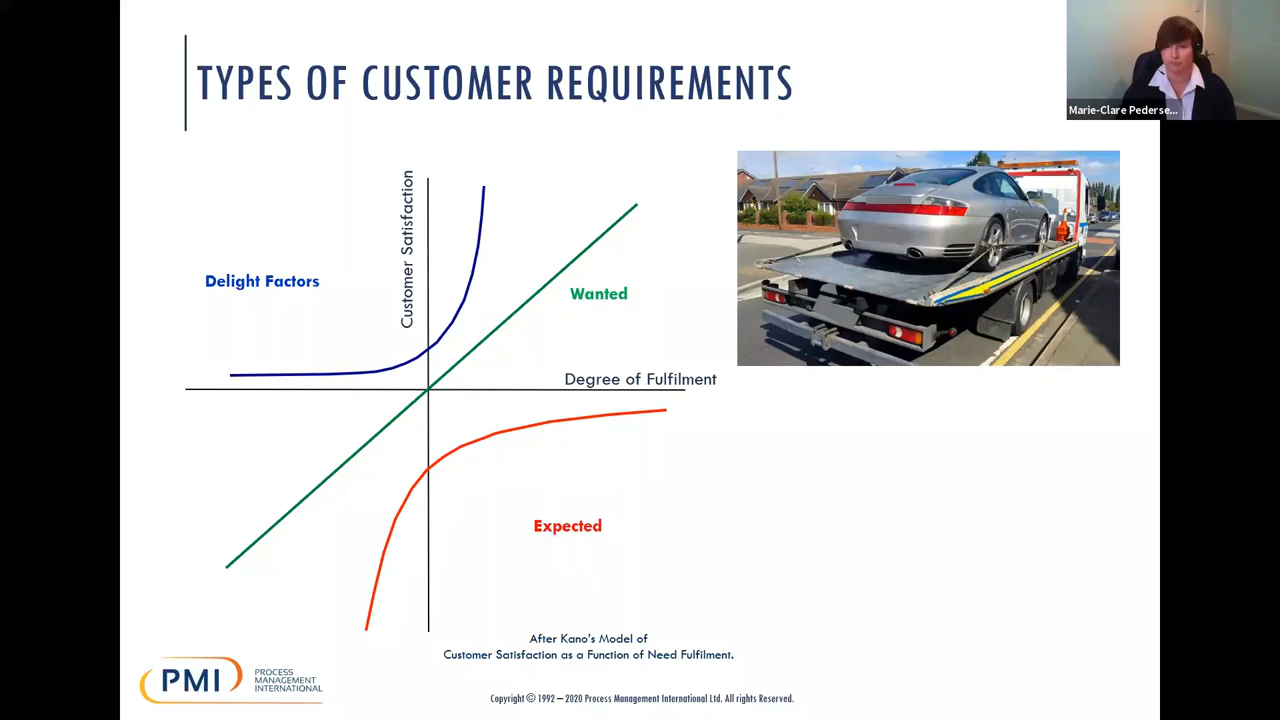 TYPES OF CUSTOMER REQUIREMENTS
Marie-Clare Pederse...
Customer Satisfaction
Delight Factors
Wanted
Degree of Fulfilment
Expected
After Kano's Model of
Customer Satisfaction as a Function of Need Fulfilment.
PMI
PROCESS
MANAGEMENT
INTERNATIONAL
Copyright © 1992 – 2020 Process Management International Ltd. All rights Reserved.